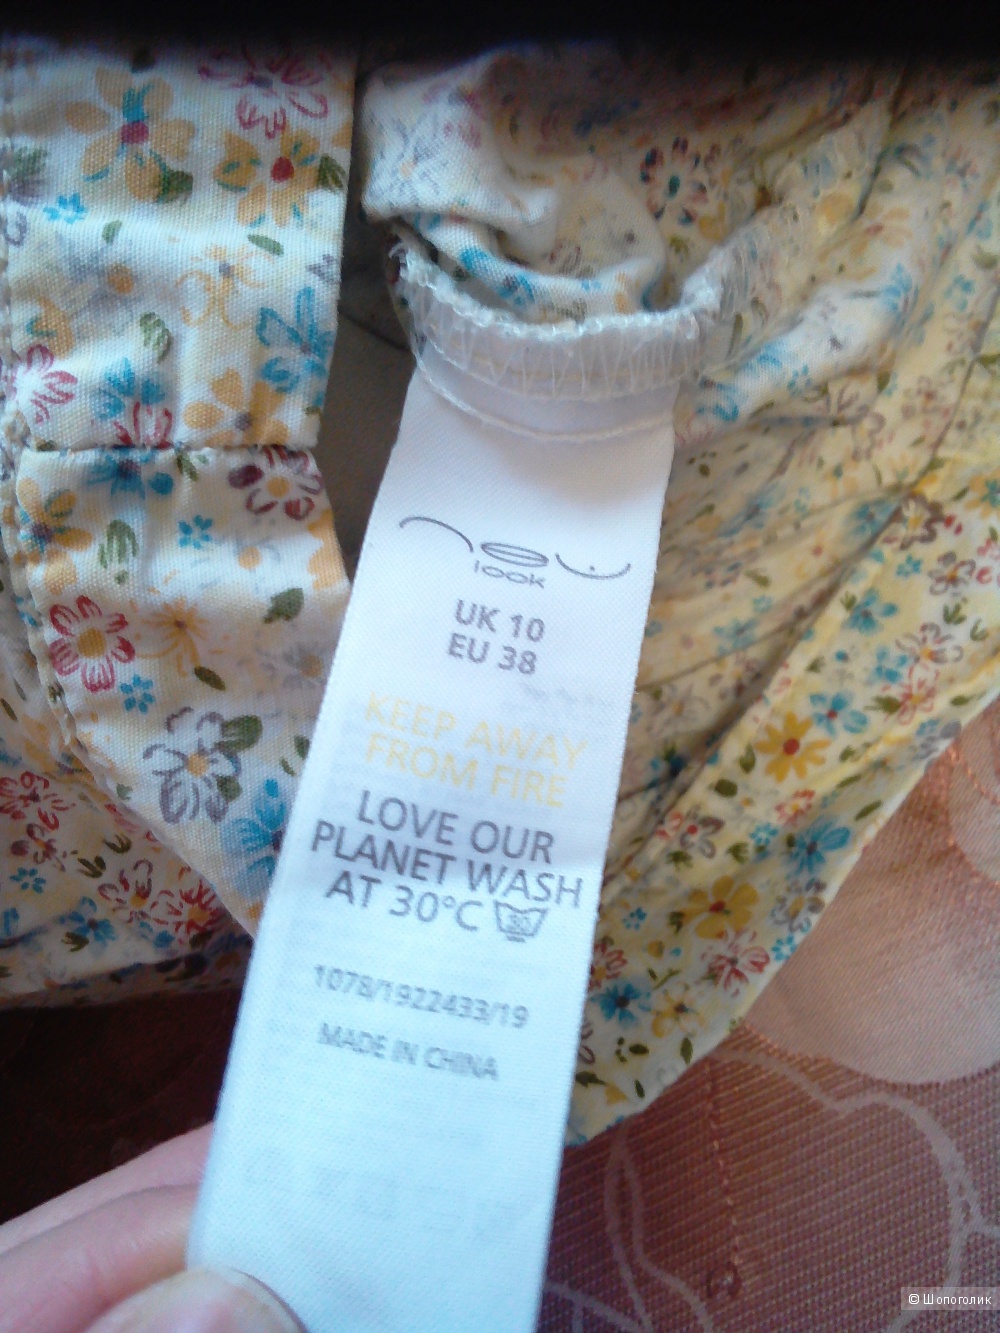 look
UK 10
EU 38
KEEP AWAY
FROM FIRE
LOVE OUR
PLANET WASH
AT 30°C 30
1078/1922433/19
MADE IN CHINA
© Шопоголик